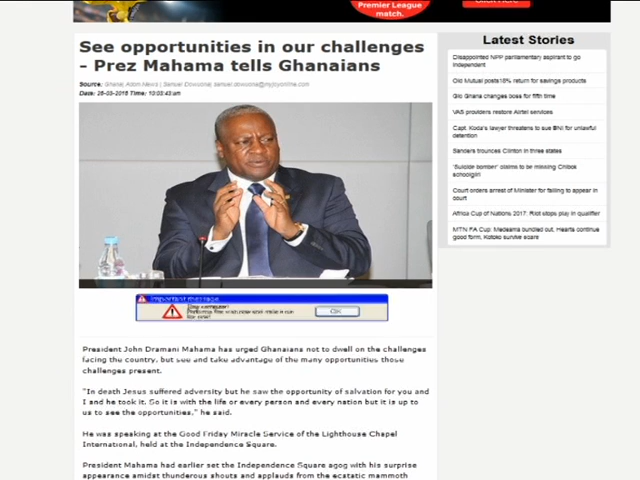 Premier League
match.
See opportunities in our challenges
- Prez Mahama tells Ghanaians
Source: Ghana| Adom News |
Date: 26-03-2016 Time: 10:03:43:am
Important message
OK
President John Dramani Mahama has urged Ghanaians not to dwell on the challenges
facing the country, but see and take advantage of the many opportunities those
challenges present.
"In death Jesus suffered adversity but he saw the opportunity of salvation for you and
I and he took it. So it is with the life or every person and every nation but it is up to
us to see the opportunities," he said.
He was speaking at the Good Friday Miracle Service of the Lighthouse Chapel
International, held at the Independence Square.
President Mahama had earlier set the Independence Square agog with his surprise
appearance amidst thunderous shouts and applauds from the ecstatic mammoth
Latest Stories
Disappointed NPP parliamentary aspirant to go
independent
Old Mutual posts 18% return for savings products
Glo Ghana changes boss for fifth time
VAS providers restore Airtel services
Capt. Koda's lawyer threatens to sue BNI for unlawful
detention
Sanders trounces Clinton in three states
'Suicide bomber' claims to be missing Chibok
schoolgirl
Court orders arrest of Minister for failing to appear in
court
Africa Cup of Nations 2017: Riot stops play in qualifier
MTN FA Cup: Medeama bundled out, Hearts continue
good form, Kotoko survive scare